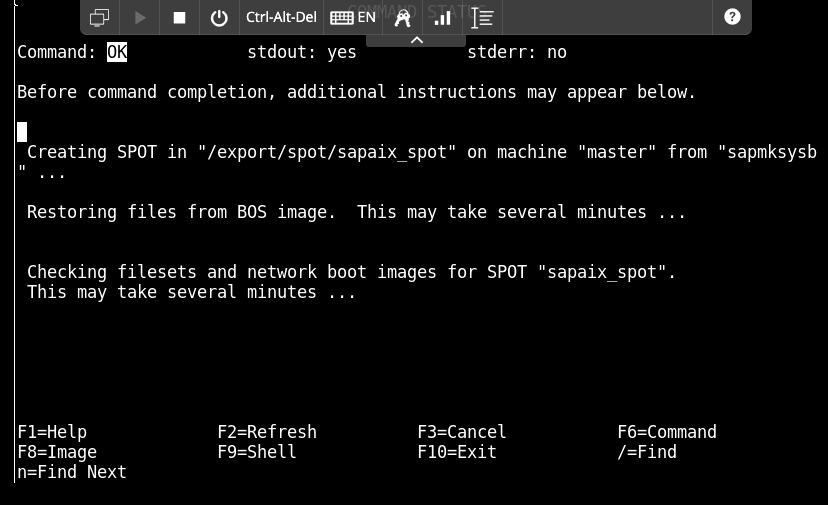 COMMAND STATUS
Ctrl-Alt-Del EN ?
Command: OK stdout: yes stderr: no
Before command completion, additional instructions may appear below.
Creating SPOT in "/export/spot/sapaix_spot" on machine "master" from "sapmksysb
" ...
Restoring files from BOS image. This may take several minutes ...
Checking filesets and network boot images for SPOT "sapaix_spot".
This may take several minutes ...
F1=Help F2=Refresh F3=Cancel F6=Command
F8=Image F9=Shell F10=Exit /=Find
n=Find Next